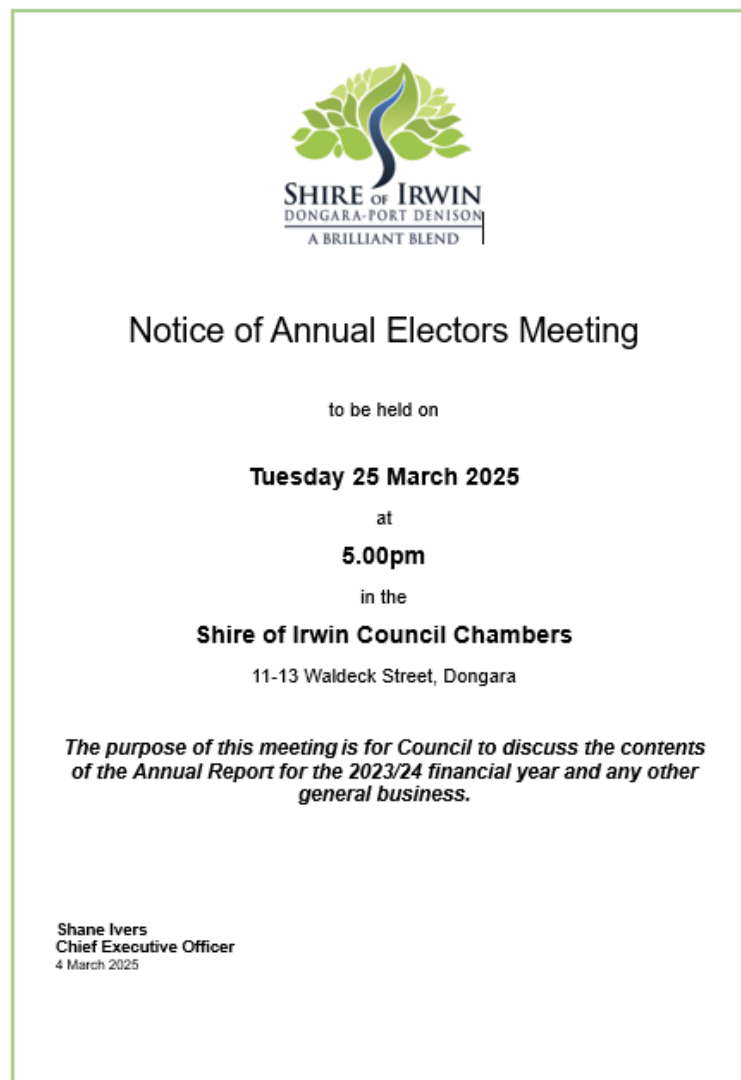 SHIRE OF IRWIN
DONGARA-PORT DENISON
A BRILLIANT BLEND
Notice of Annual Electors Meeting
to be held on
Tuesday 25 March 2025
at
5.00pm
in the
Shire of Irwin Council Chambers
11-13 Waldeck Street, Dongara
The purpose of this meeting is for Council to discuss the contents
of the Annual Report for the 2023/24 financial year and any other
general business.
Shane Ivers
Chief Executive Officer
4 March 2025